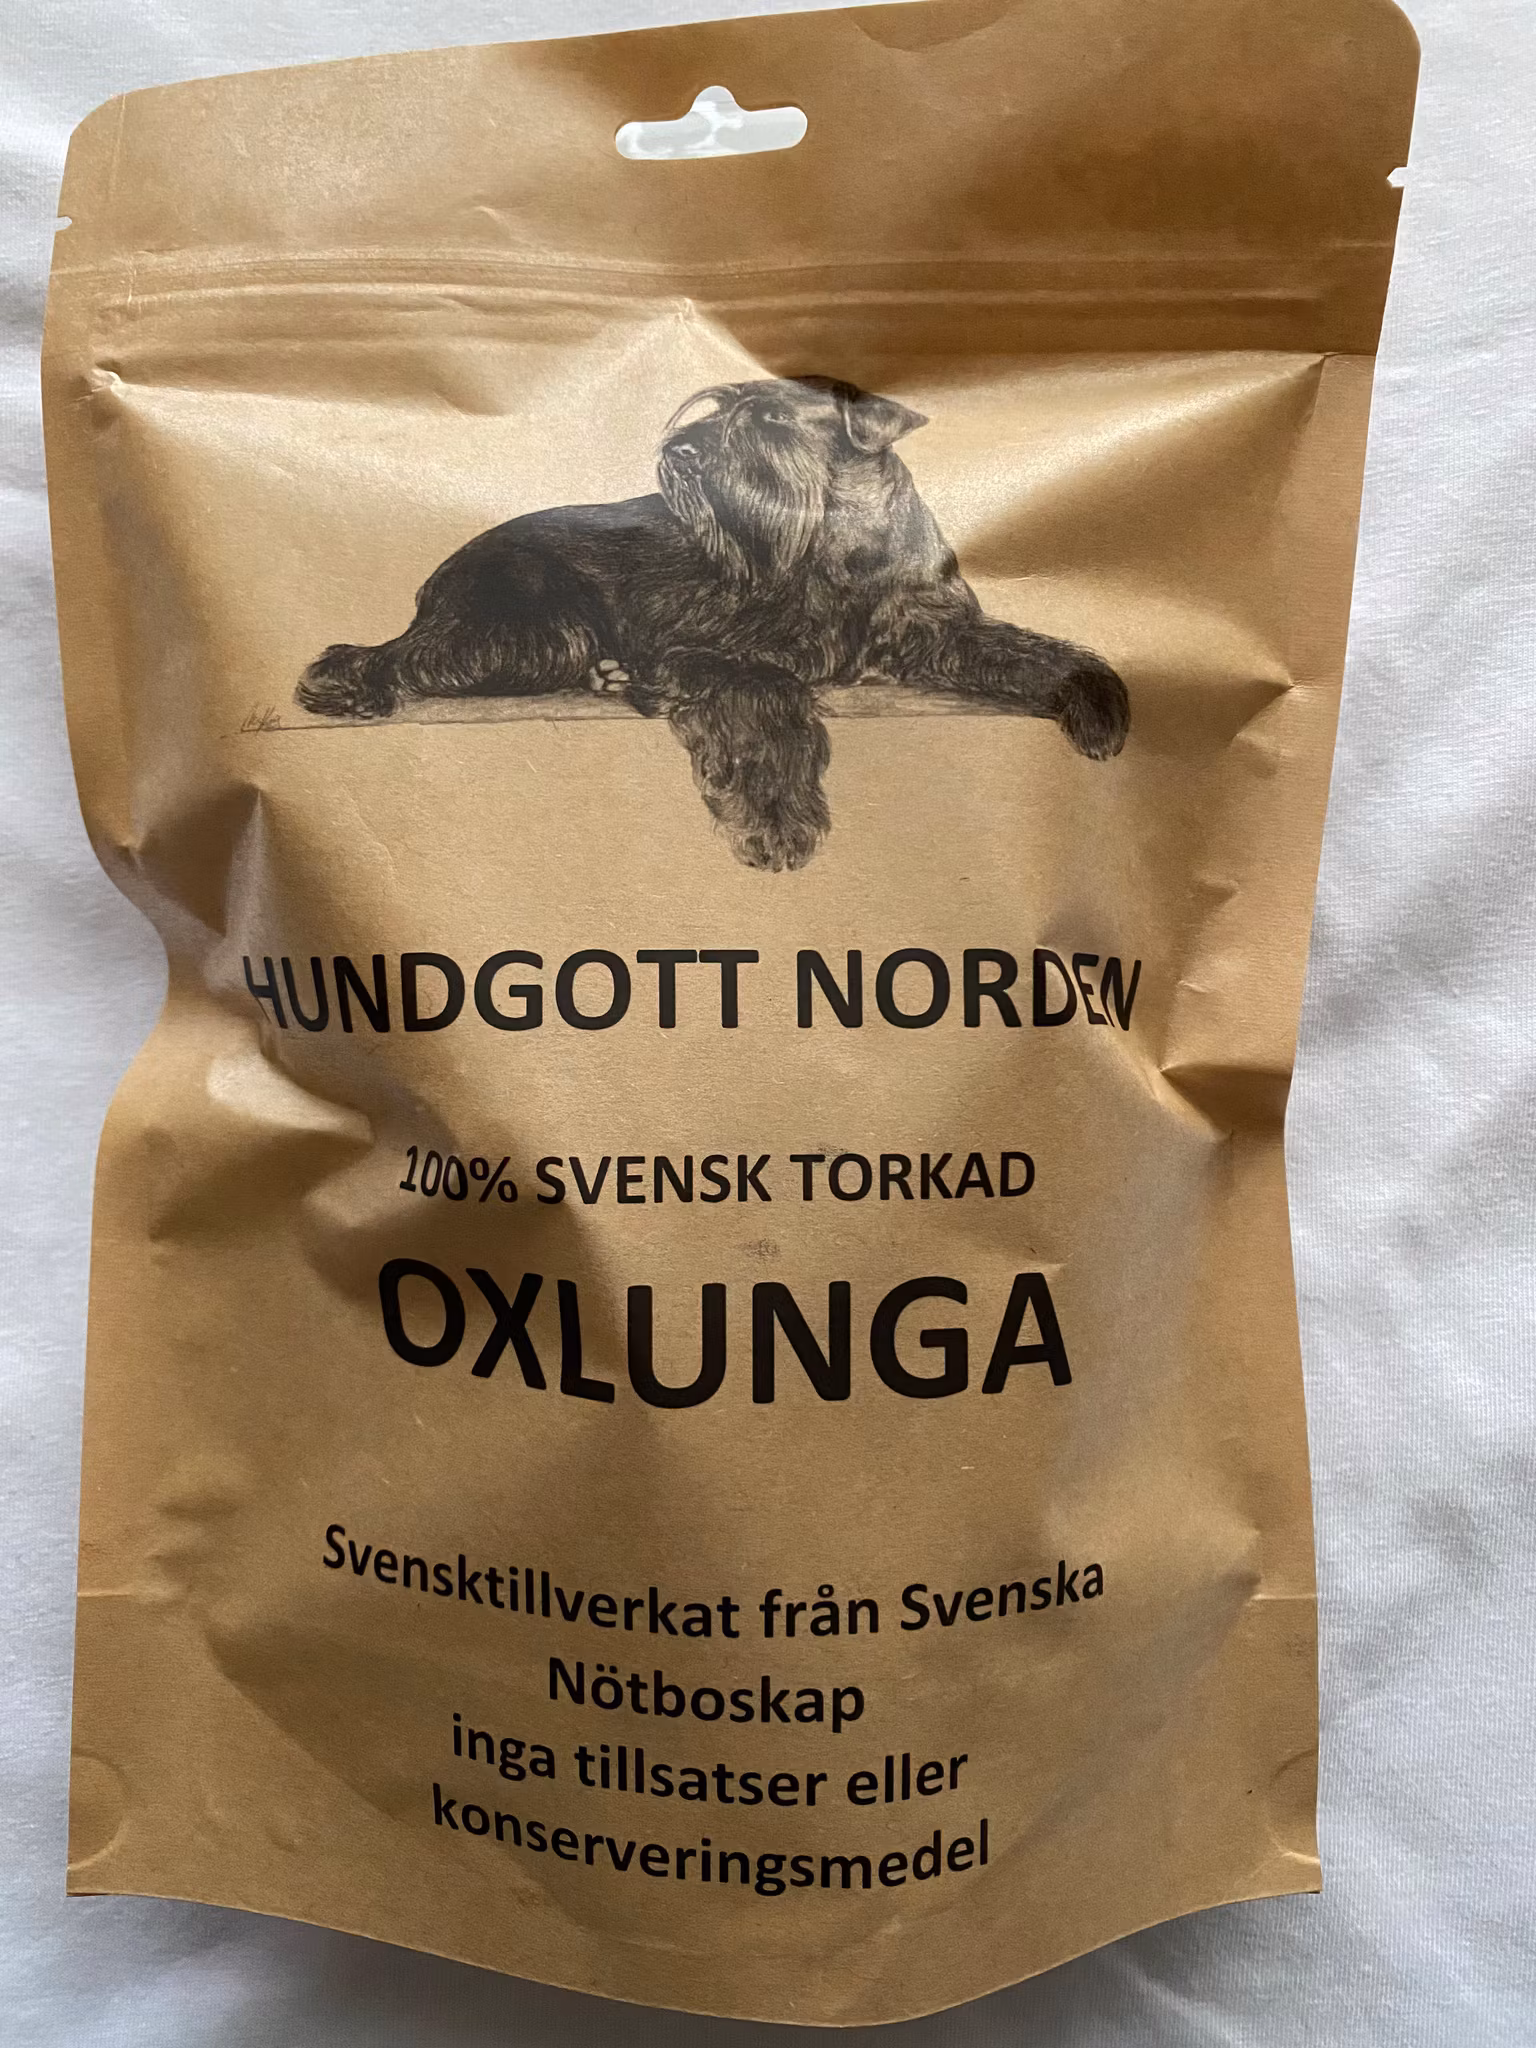 HUNDGOTT NORDEN
100% SVENSK TORKAD
OXLUNGA
Svensktillverkat från Svenska
Nötboskap
inga tillsatser eller
konserveringsmedel